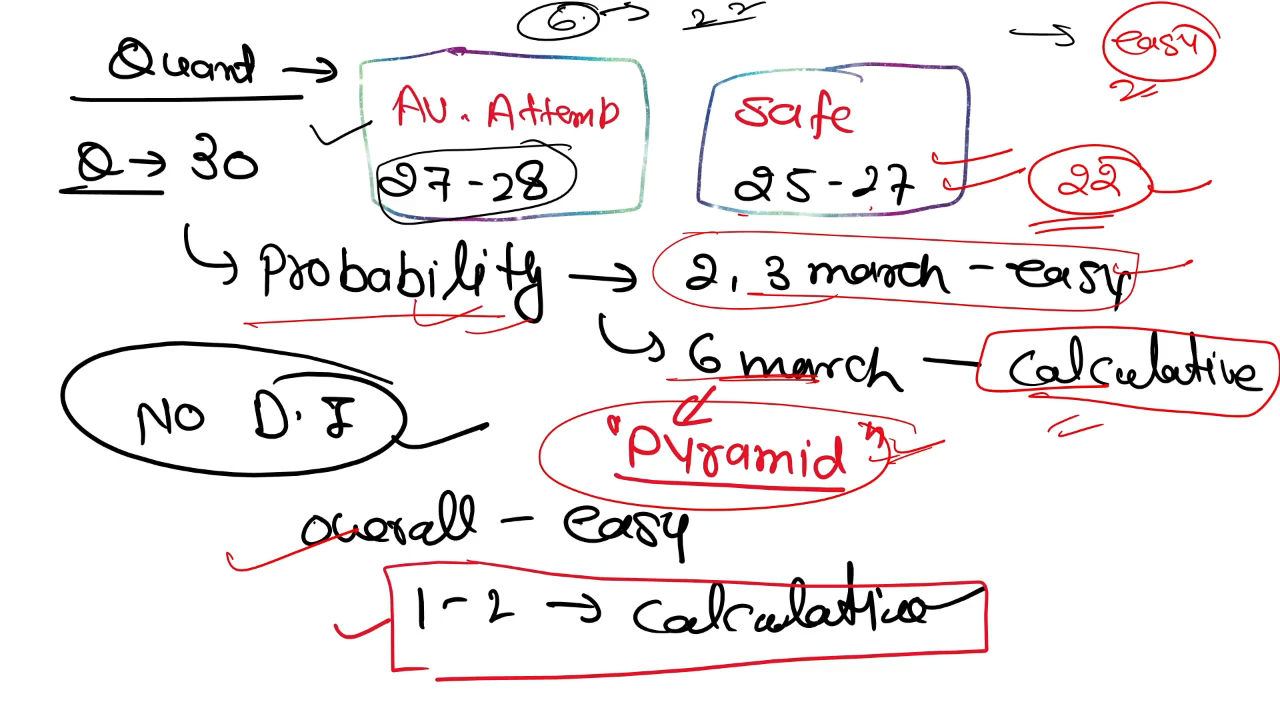 6 → 22 → easy
Quant → Av. Attemp safe
Q → 30 27-28 25-27 22
Probability → 2, 3 march - easy
6 march - calculative
NO D.I "Pyramid"
overall - easy
1-2 → calculative